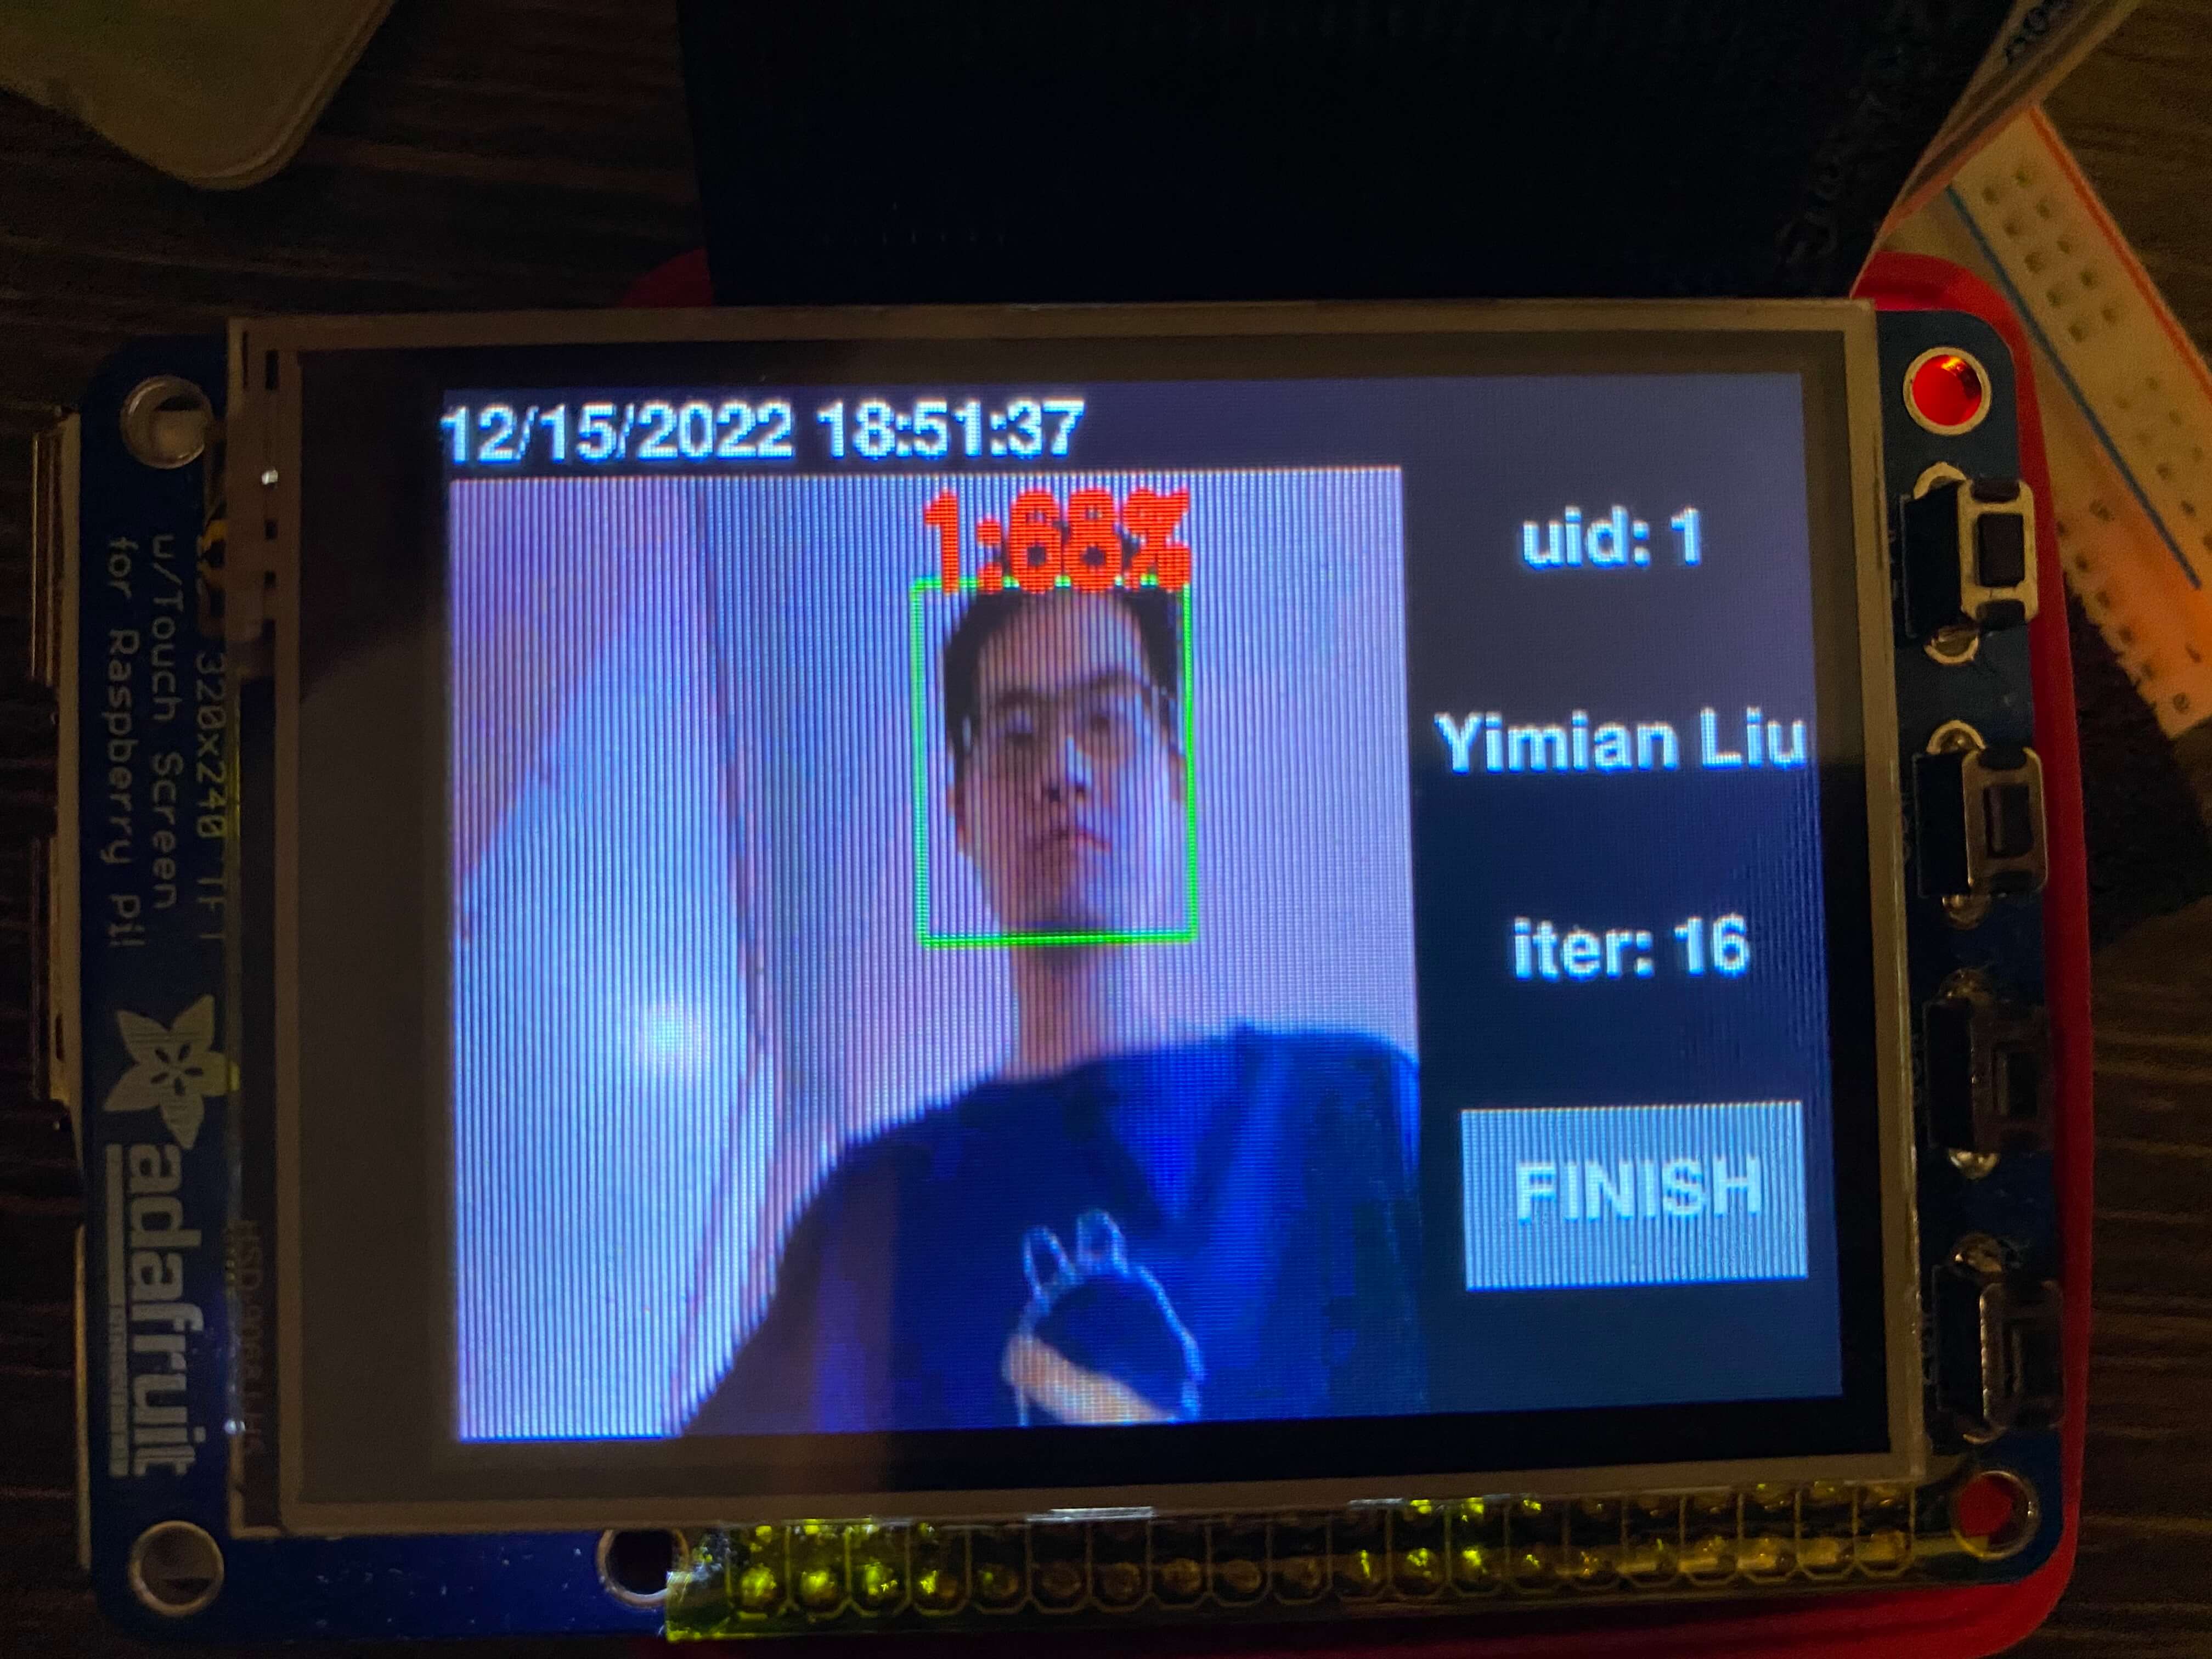 12/15/2022 18:51:37
1:68%
uid: 1
Yimian Liu
iter: 16
FINISH
320x240 TFT
w/Touch Screen
for Raspberry Pi!
adafruit